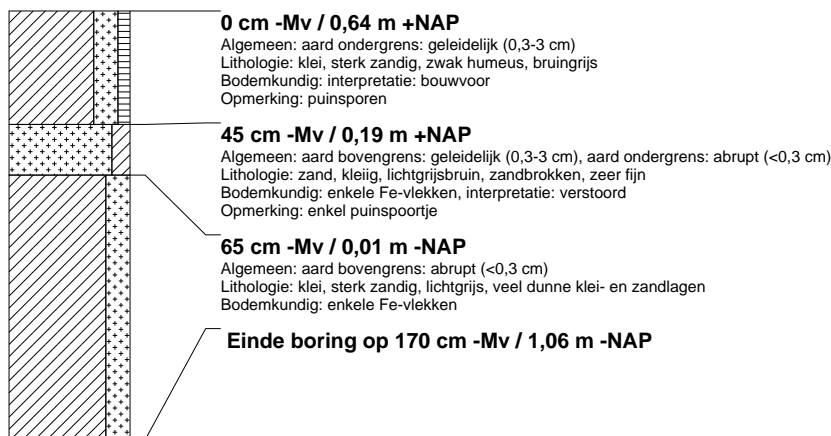 0 cm -Mv / 0,64 m +NAP
Algemeen: aard ondergrens: geleidelijk (0,3-3 cm)
Lithologie: klei, sterk zandig, zwak humeus, bruingrijs
Bodemkundig: interpretatie: bouwvoor
Opmerking: puinsporen
45 cm -Mv / 0,19 m +NAP
Algemeen: aard bovengrens: geleidelijk (0,3-3 cm), aard ondergrens: abrupt (<0,3 cm)
Lithologie: zand, kleiig, lichtgrijsbruin, zandbrokken, zeer fijn
Bodemkundig: enkele Fe-vlekken, interpretatie: verstoord
Opmerking: enkel puinspoortje
65 cm -Mv / 0,01 m -NAP
Algemeen: aard bovengrens: abrupt (<0,3 cm)
Lithologie: klei, sterk zandig, lichtgrijs, veel dunne klei- en zandlagen
Bodemkundig: enkele Fe-vlekken
Einde boring op 170 cm -Mv / 1,06 m -NAP